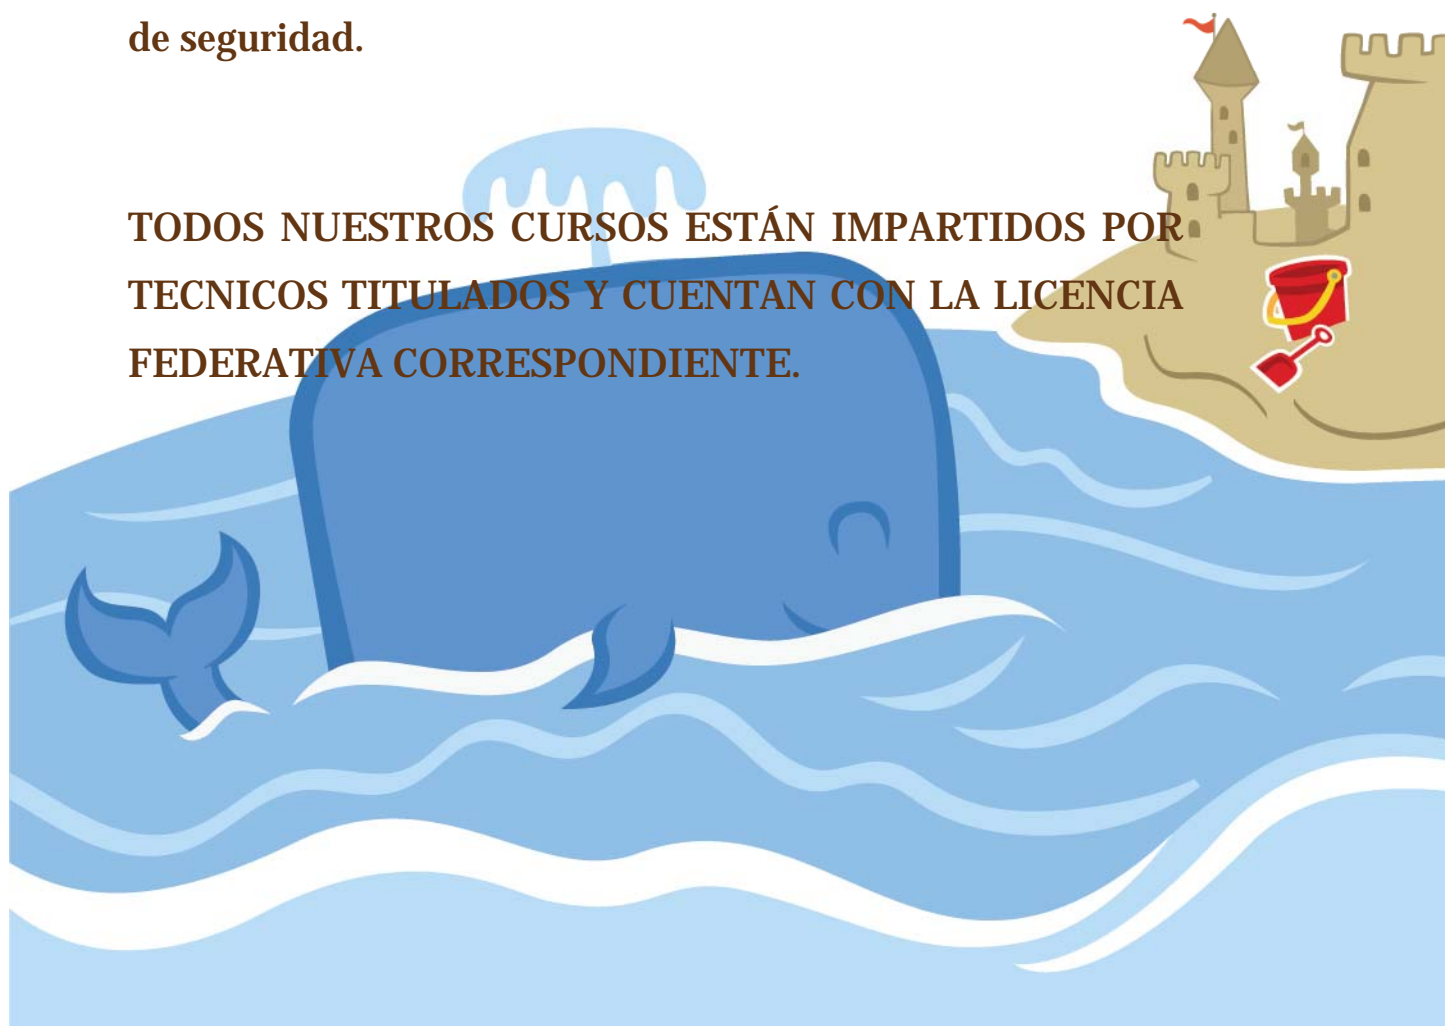 de seguridad.
TODOS NUESTROS CURSOS ESTÁN IMPARTIDOS POR
TECNICOS TITULADOS Y CUENTAN CON LA LICENCIA
FEDERATIVA CORRESPONDIENTE.